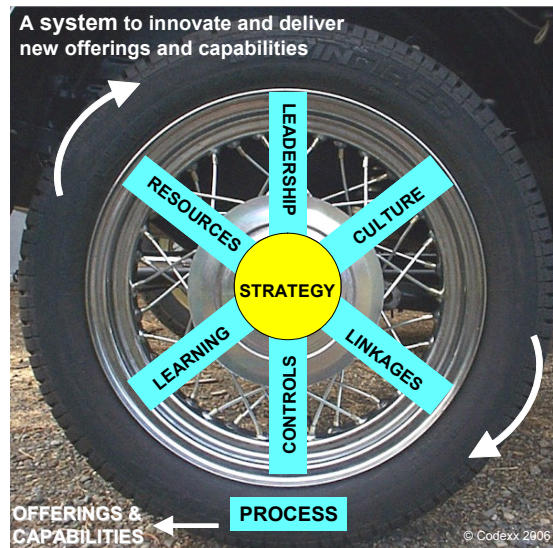 A system to innovate and deliver
new offerings and capabilities
LEADERSHIP
RESOURCES
CULTURE
STRATEGY
LEARNING
LINKAGES
CONTROLS
PROCESS
OFFERINGS &
CAPABILITIES
© Codexx 2006